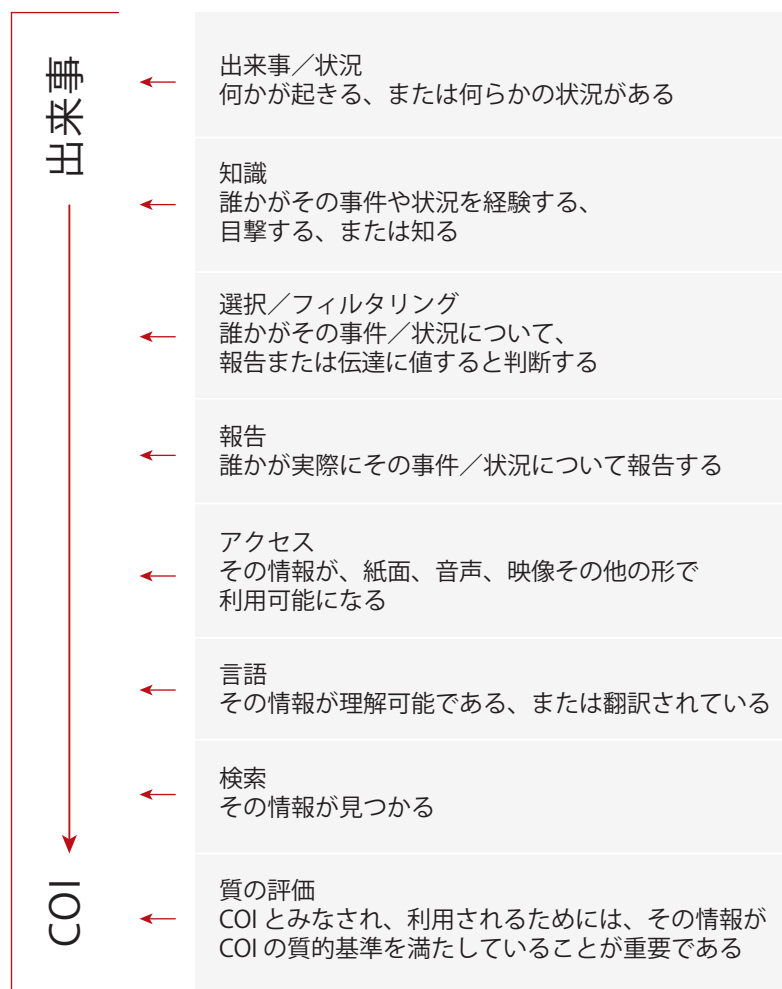 出来事
出来事／状況
何かが起きる、または何らかの状況がある
知識
誰かがその事件や状況を経験する、
目撃する、または知る
選択／フィルタリング
誰かがその事件／状況について、
報告または伝達に値すると判断する
報告
誰かが実際にその事件／状況について報告する
アクセス
その情報が、紙面、音声、映像その他の形で
利用可能になる
言語
その情報が理解可能である、または翻訳されている
検索
その情報が見つかる
COI
質の評価
COI とみなされ、利用されるためには、その情報が
COI の質的基準を満たしていることが重要である